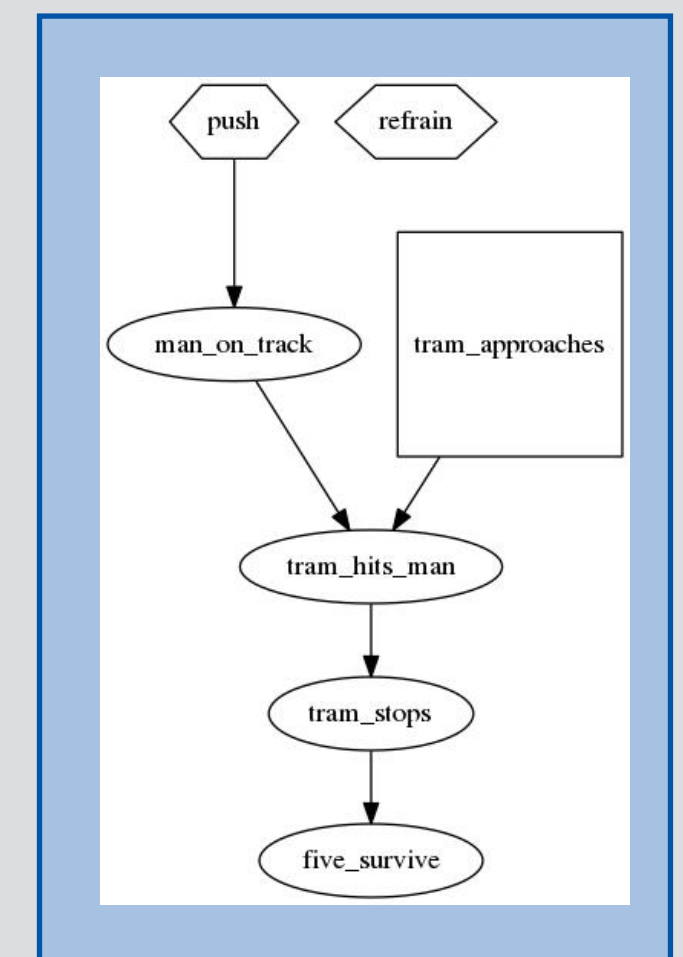 push
refrain
man_on_track
tram_approaches
tram_hits_man
tram_stops
five_survive